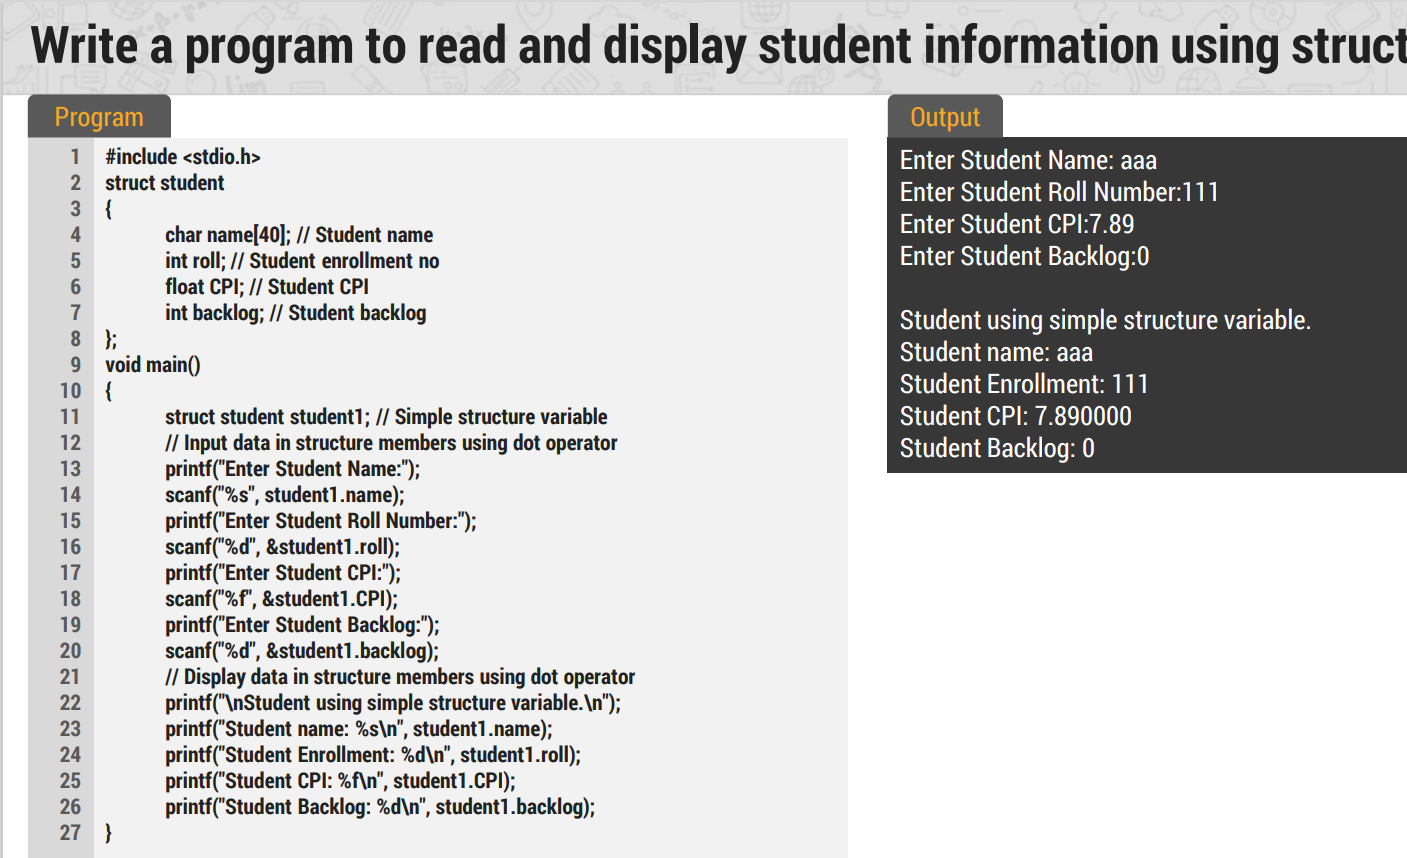 Write a program to read and display student information using struct
Program
1 #include <stdio.h>
2 struct student
3 {
4 char name[40]; // Student name
5 int roll; // Student enrollment no
6 float CPI; // Student CPI
7 int backlog; // Student backlog
8 };
9 void main()
10 {
11 struct student student1; // Simple structure variable
12 // Input data in structure members using dot operator
13 printf("Enter Student Name:");
14 scanf("%s", student1.name);
15 printf("Enter Student Roll Number:");
16 scanf("%d", &student1.roll);
17 printf("Enter Student CPI:");
18 scanf("%f", &student1.CPI);
19 printf("Enter Student Backlog:");
20 scanf("%d", &student1.backlog);
21 // Display data in structure members using dot operator
22 printf("\nStudent using simple structure variable.\n");
23 printf("Student name: %s\n", student1.name);
24 printf("Student Enrollment: %d\n", student1.roll);
25 printf("Student CPI: %f\n", student1.CPI);
26 printf("Student Backlog: %d\n", student1.backlog);
27 }
Output
Enter Student Name: aaa
Enter Student Roll Number:111
Enter Student CPI:7.89
Enter Student Backlog:0
Student using simple structure variable.
Student name: aaa
Student Enrollment: 111
Student CPI: 7.890000
Student Backlog: 0